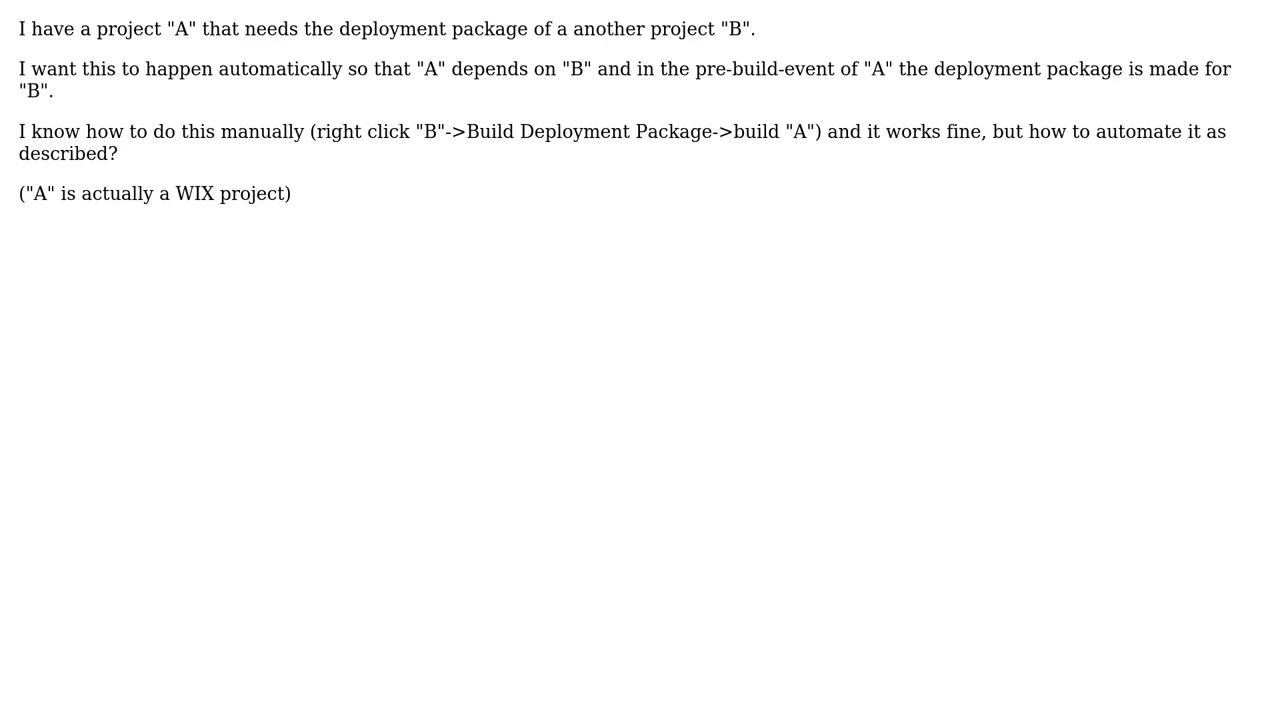 I have a project "A" that needs the deployment package of a another project "B".
I want this to happen automatically so that "A" depends on "B" and in the pre-build-event of "A" the deployment package is made for
"B".
I know how to do this manually (right click "B"->Build Deployment Package->build "A") and it works fine, but how to automate it as
described?
("A" is actually a WIX project)